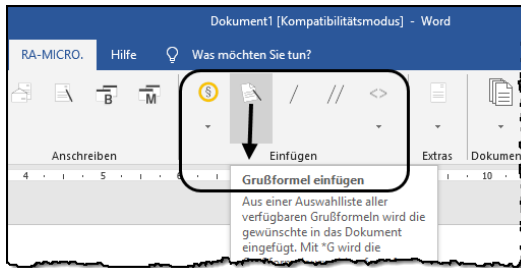 Dokument1 [Kompatibilitätsmodus] - Word
RA-MICRO. Hilfe Was möchten Sie tun?
B M § / // <>
Anschreiben Einfügen Extras Dokumen
4 5 6 10
Grußformel einfügen
Aus einer Auswahlliste aller
verfügbaren Grußformeln wird die
gewünschte in das Dokument
eingefügt. Mit *G wird die